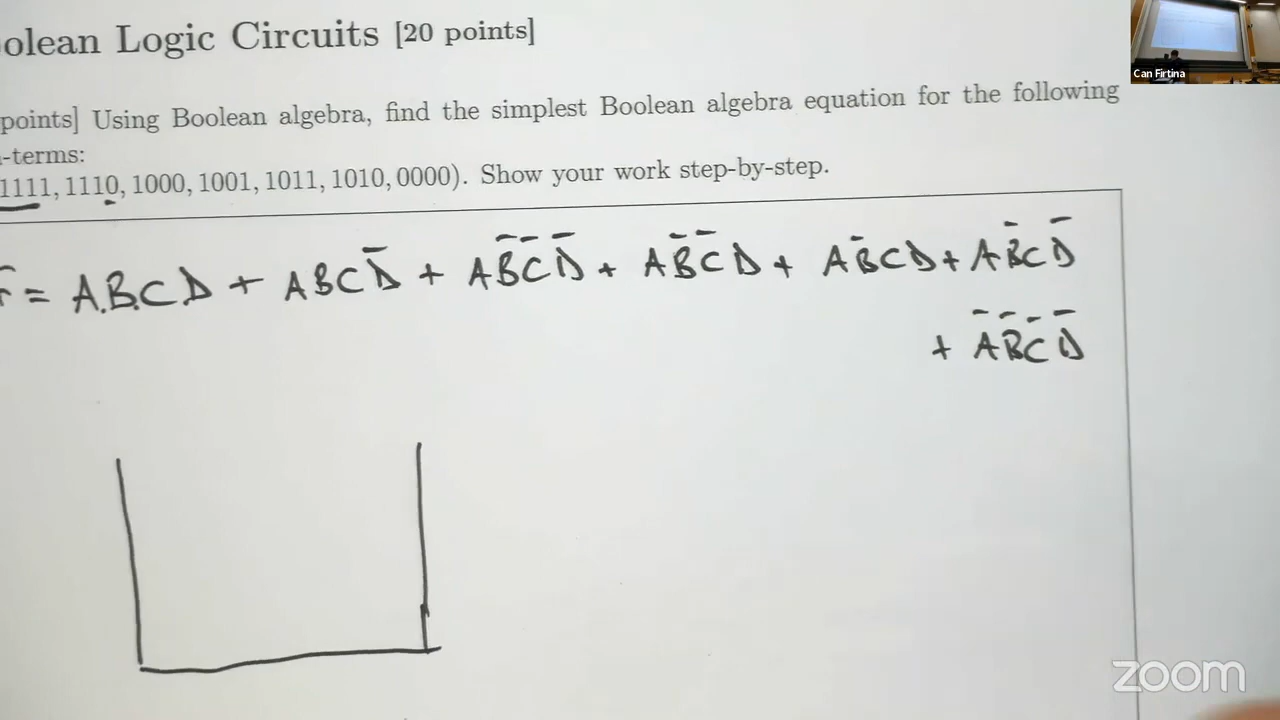 olean Logic Circuits [20 points]
points] Using Boolean algebra, find the simplest Boolean algebra equation for the following
-terms:
1111, 1110, 1000, 1001, 1011, 1010, 0000). Show your work step-by-step.
= A.B.C.D + ABCD̅ + AB̅C̅D̅ + AB̅C̅D + AB̅CD + AB̅CD̅
+ A̅B̅C̅D̅
Can Firtina
zoom